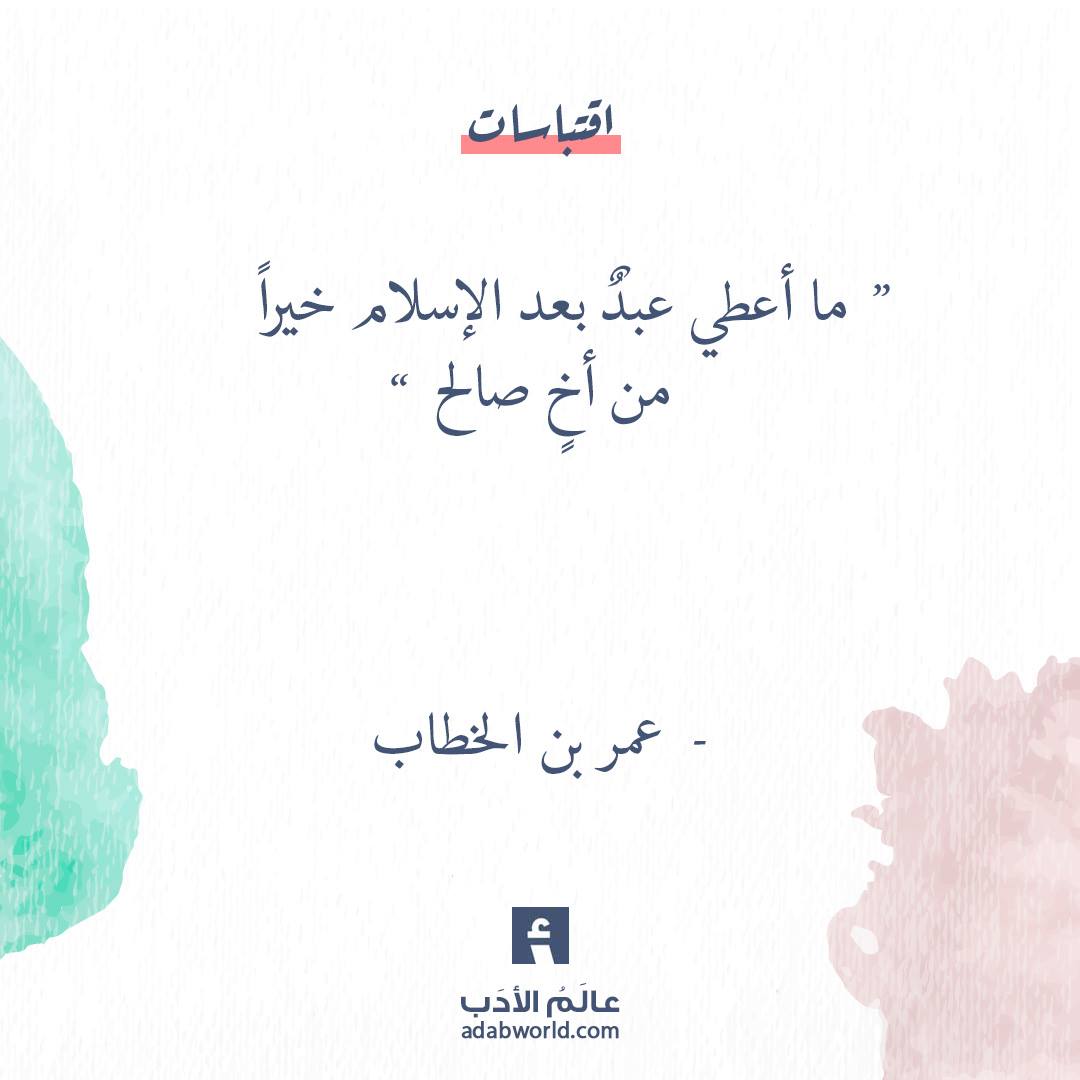 اقتباسات
” ما أعطي عبدٌ بعد الإسلام خيراً
من أخٍ صالح “
- عمر بن الخطاب
أ
عالَمُ الأدَب
adabworld.com